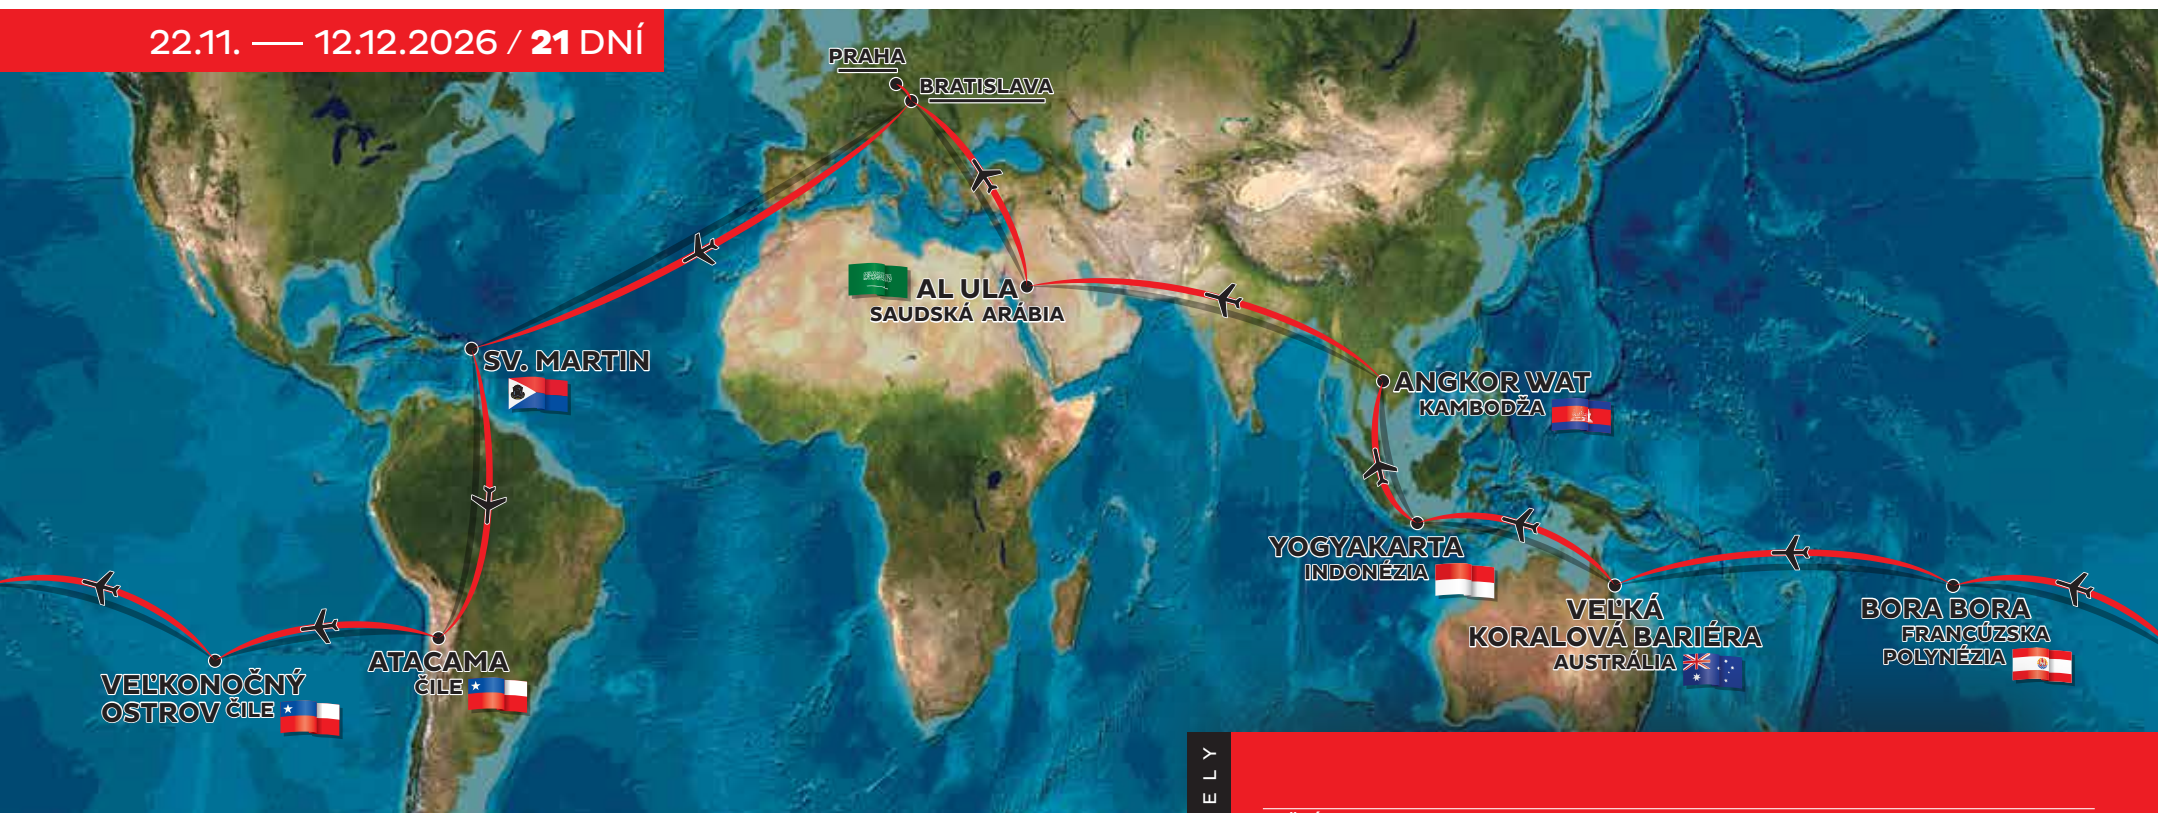 22.11. — 12.12.2026 / 21 DNÍ
PRAHA
BRATISLAVA
AL ULA
SAUDSKÁ ARÁBIA
SV. MARTIN
ANGKOR WAT
KAMBODŽA
YOGYAKARTA
INDONÉZIA
VEĽKÁ
KORALOVÁ BARIÉRA
AUSTRÁLIA
BORA BORA
FRANCÚZSKA
POLYNÉZIA
ATACAMA
ČILE
VEĽKONOČNÝ
OSTROV ČILE
ELY